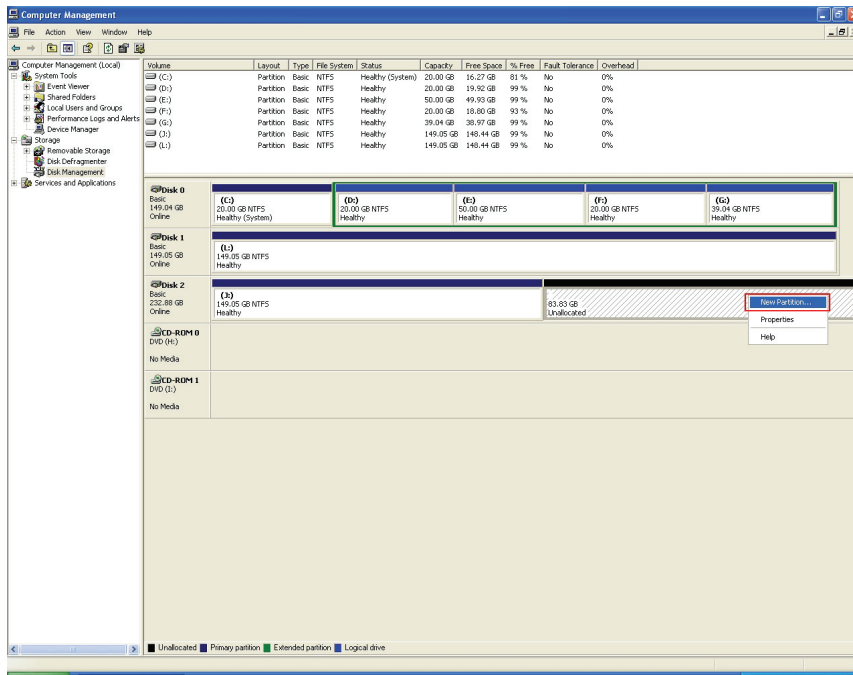 Computer Management
File Action View Window Help
Computer Management (Local)
System Tools
Event Viewer
Shared Folders
Local Users and Groups
Performance Logs and Alerts
Device Manager
Storage
Removable Storage
Disk Defragmenter
Disk Management
Services and Applications
Volume Layout Type File System Status Capacity Free Space % Free Fault Tolerance Overhead
(C:) Partition Basic NTFS Healthy (System) 20.00 GB 16.27 GB 81 % No 0%
(D:) Partition Basic NTFS Healthy 20.00 GB 19.92 GB 99 % No 0%
(E:) Partition Basic NTFS Healthy 50.00 GB 49.93 GB 99 % No 0%
(F:) Partition Basic NTFS Healthy 20.00 GB 18.80 GB 93 % No 0%
(G:) Partition Basic NTFS Healthy 39.04 GB 38.97 GB 99 % No 0%
(J:) Partition Basic NTFS Healthy 149.05 GB 148.44 GB 99 % No 0%
(L:) Partition Basic NTFS Healthy 149.05 GB 148.44 GB 99 % No 0%
Disk 0
Basic
149.04 GB
Online
(C:)
20.00 GB NTFS
Healthy (System)
(D:)
20.00 GB NTFS
Healthy
(E:)
50.00 GB NTFS
Healthy
(F:)
20.00 GB NTFS
Healthy
(G:)
39.04 GB NTFS
Healthy
Disk 1
Basic
149.05 GB
Online
(L:)
149.05 GB NTFS
Healthy
Disk 2
Basic
232.88 GB
Online
(J:)
149.05 GB NTFS
Healthy
83.83 GB
Unallocated
New Partition...
Properties
Help
CD-ROM 0
DVD (H:)
No Media
CD-ROM 1
DVD (I:)
No Media
Unallocated Primary partition Extended partition Logical drive